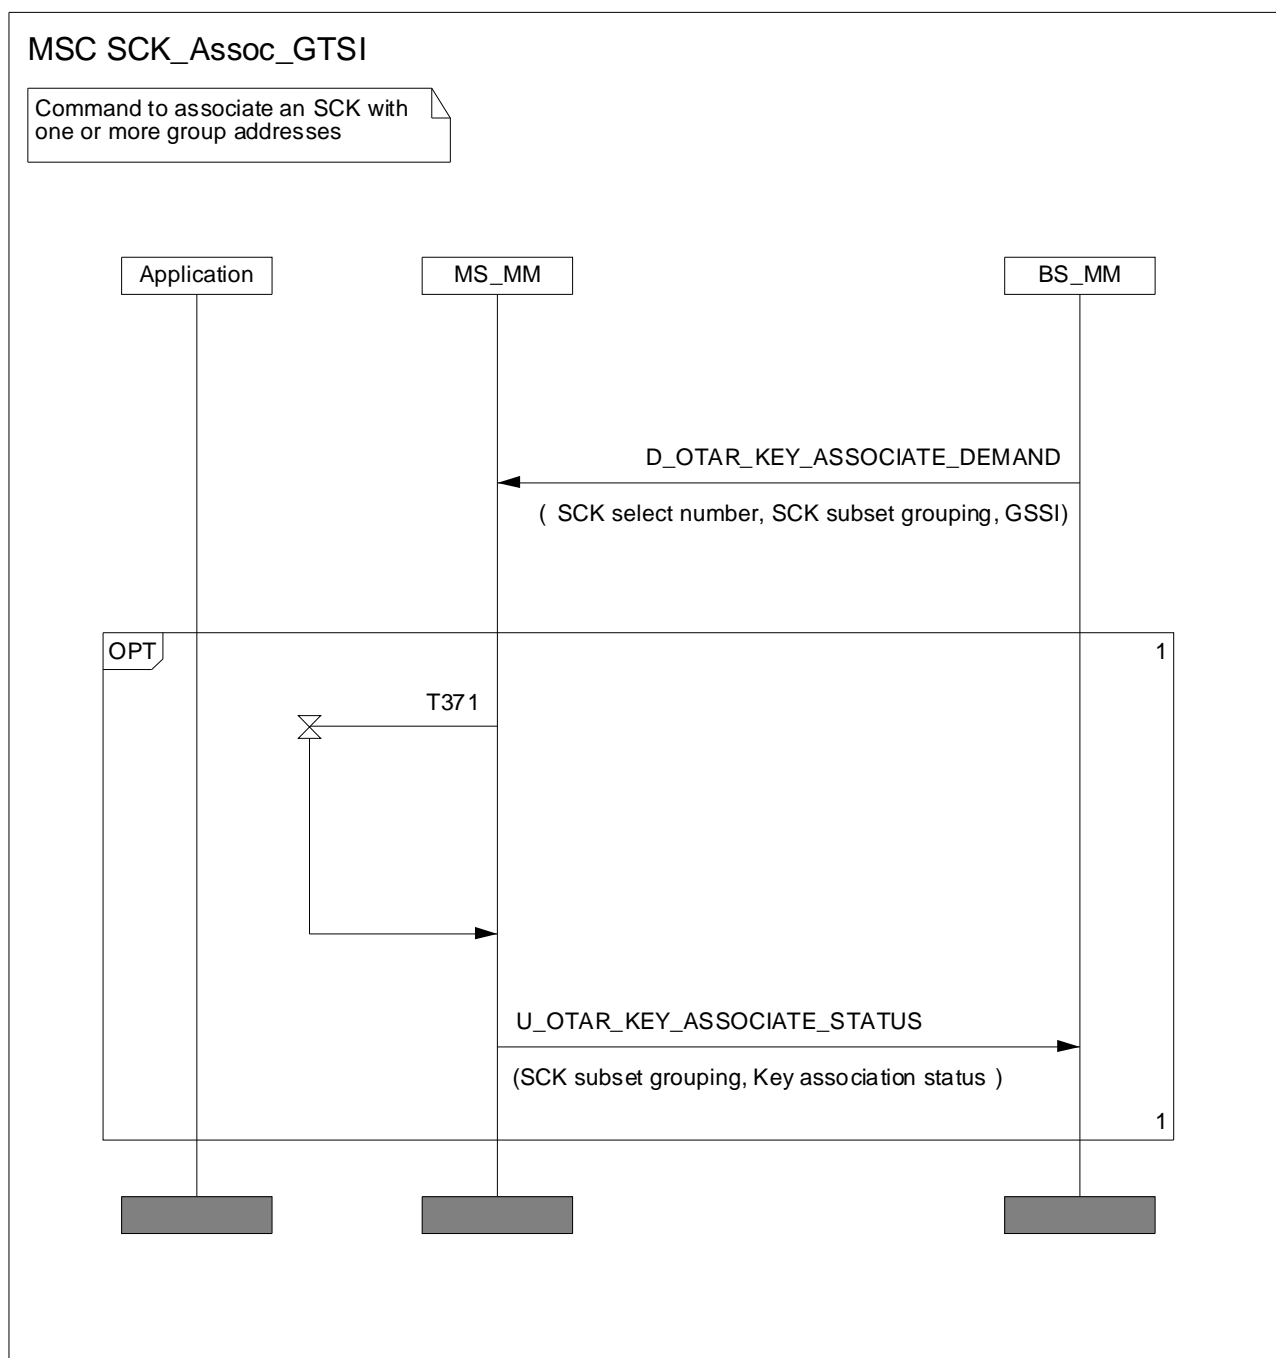 MSC SCK_Assoc_GTSI
Command to associate an SCK with
one or more group addresses
Application
MS_MM
BS_MM
D_OTAR_KEY_ASSOCIATE_DEMAND
( SCK select number, SCK subset grouping, GSSI)
OPT
1
T371
U_OTAR_KEY_ASSOCIATE_STATUS
(SCK subset grouping, Key association status )
1